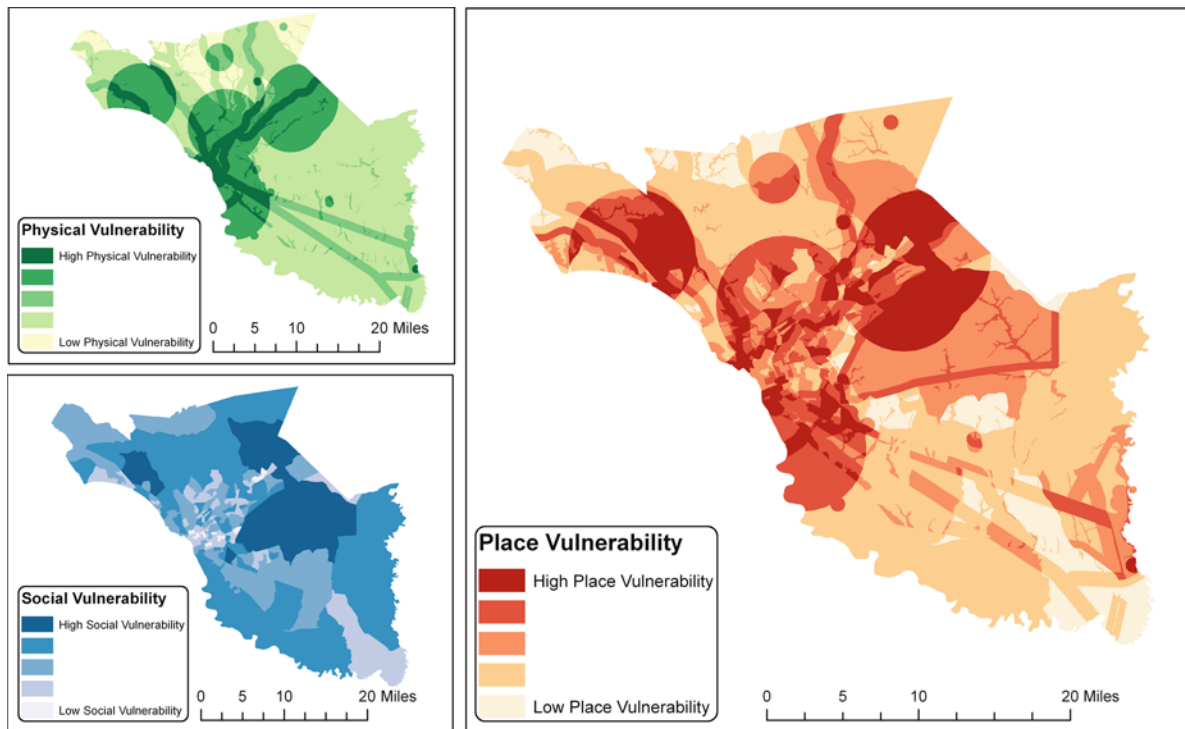 Physical Vulnerability
High Physical Vulnerability
Low Physical Vulnerability
0 5 10 20 Miles
Social Vulnerability
High Social Vulnerability
Low Social Vulnerability
0 5 10 20 Miles
Place Vulnerability
High Place Vulnerability
Low Place Vulnerability
0 5 10 20 Miles